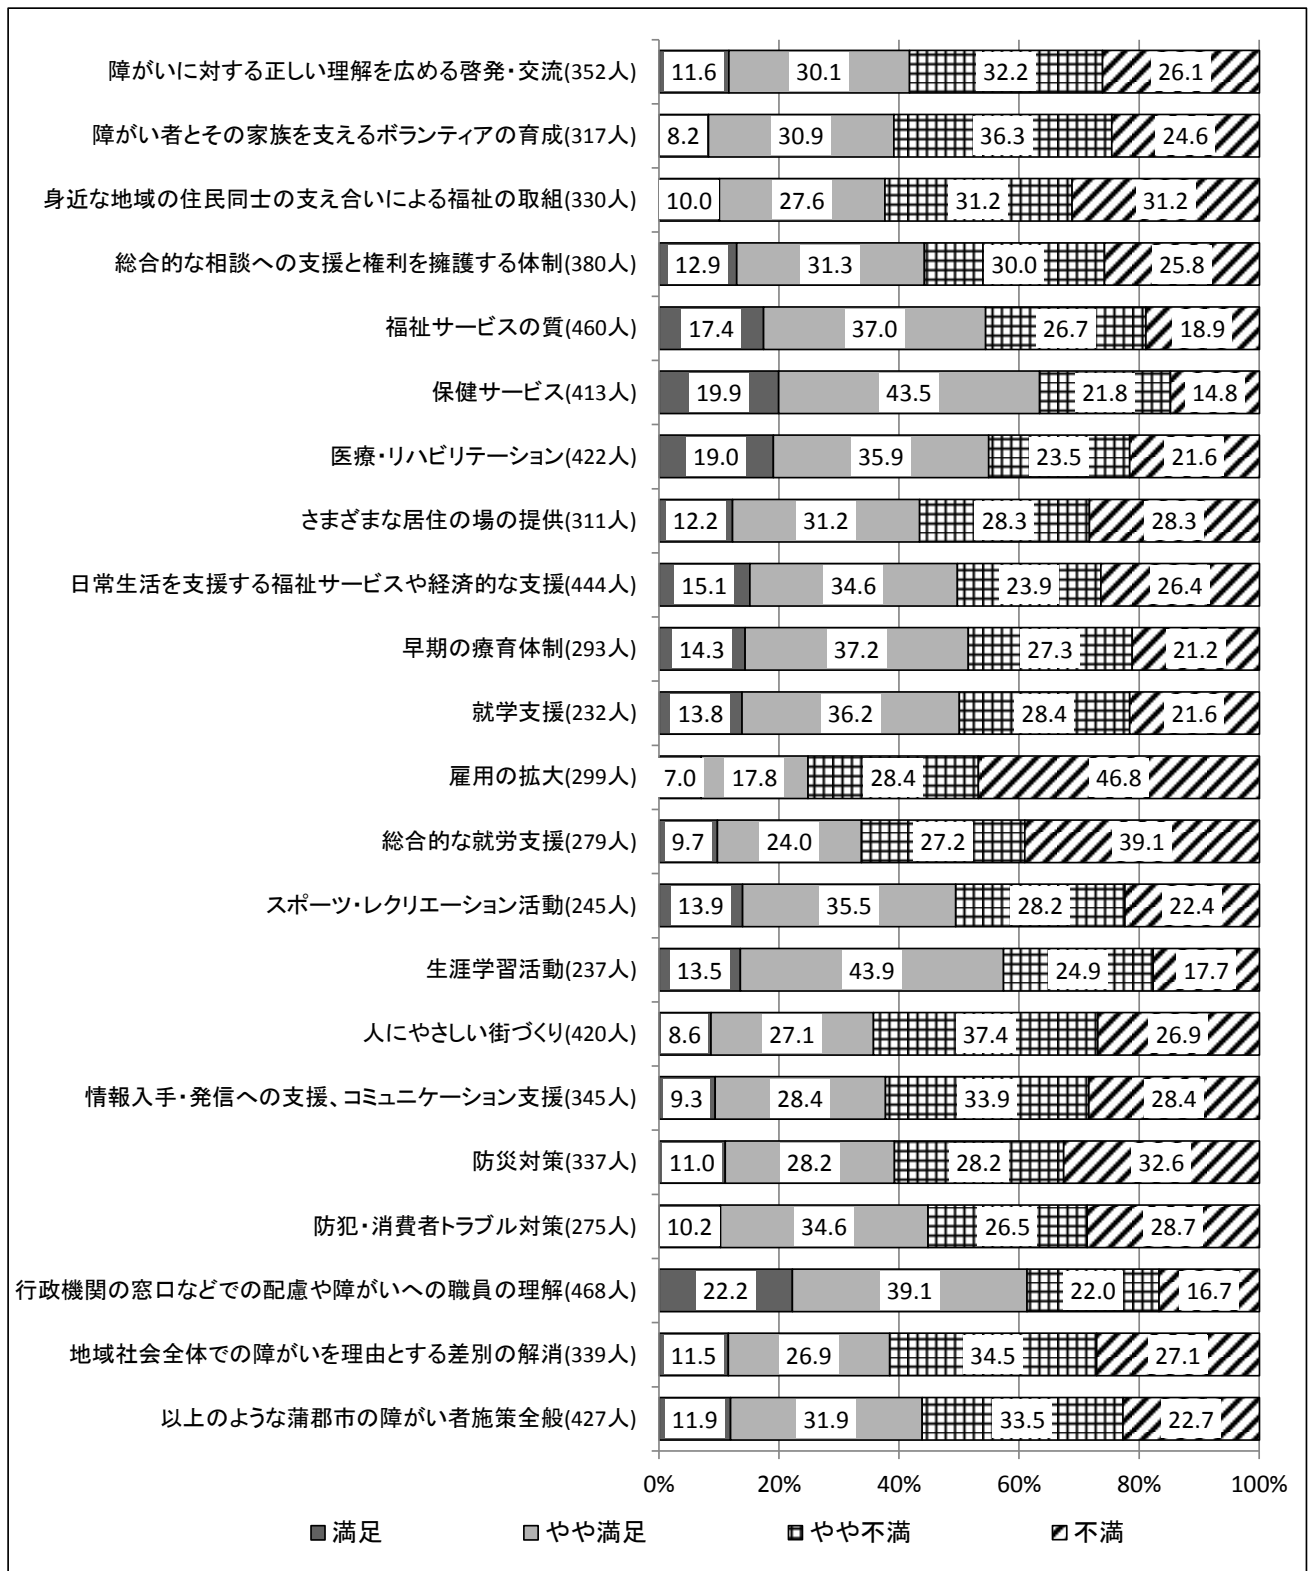 障がいに対する正しい理解を広める啓発・交流(352人) 11.6 30.1 32.2 26.1
障がい者とその家族を支えるボランティアの育成(317人) 8.2 30.9 36.3 24.6
身近な地域の住民同士の支え合いによる福祉の取組(330人) 10.0 27.6 31.2 31.2
総合的な相談への支援と権利を擁護する体制(380人) 12.9 31.3 30.0 25.8
福祉サービスの質(460人) 17.4 37.0 26.7 18.9
保健サービス(413人) 19.9 43.5 21.8 14.8
医療・リハビリテーション(422人) 19.0 35.9 23.5 21.6
さまざまな居住の場の提供(311人) 12.2 31.2 28.3 28.3
日常生活を支援する福祉サービスや経済的な支援(444人) 15.1 34.6 23.9 26.4
早期の療育体制(293人) 14.3 37.2 27.3 21.2
就学支援(232人) 13.8 36.2 28.4 21.6
雇用の拡大(299人) 7.0 17.8 28.4 46.8
総合的な就労支援(279人) 9.7 24.0 27.2 39.1
スポーツ・レクリエーション活動(245人) 13.9 35.5 28.2 22.4
生涯学習活動(237人) 13.5 43.9 24.9 17.7
人にやさしい街づくり(420人) 8.6 27.1 37.4 26.9
情報入手・発信への支援、コミュニケーション支援(345人) 9.3 28.4 33.9 28.4
防災対策(337人) 11.0 28.2 28.2 32.6
防犯・消費者トラブル対策(275人) 10.2 34.6 26.5 28.7
行政機関の窓口などでの配慮や障がいへの職員の理解(468人) 22.2 39.1 22.0 16.7
地域社会全体での障がいを理由とする差別の解消(339人) 11.5 26.9 34.5 27.1
以上のような蒲郡市の障がい者施策全般(427人) 11.9 31.9 33.5 22.7
0% 20% 40% 60% 80% 100%
満足 やや満足 やや不満 不満